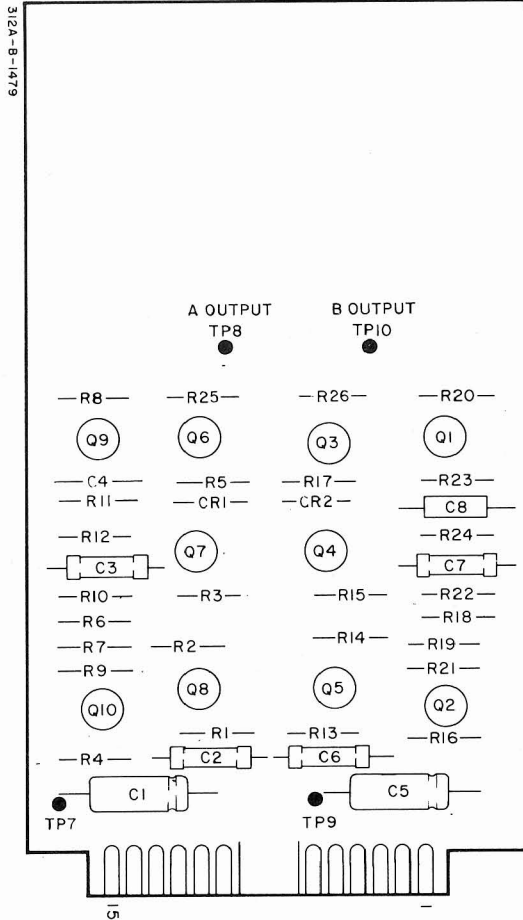 312A-B-1479
A OUTPUT B OUTPUT
TP8 TP10
R8 R25 R26 R20
Q9 Q6 Q3 Q1
C4 R5 R17 R23
R11 CR1 CR2 C8
R12 R24
Q7 Q4
C3 C7
R10 R3 R15 R22
R18
R6
R7 R2 R14 R19
R9 R21
Q10 Q8 Q5 Q2
R1 R13 R16
R4 C2 C6
C1 C5
TP7 TP9
15 1